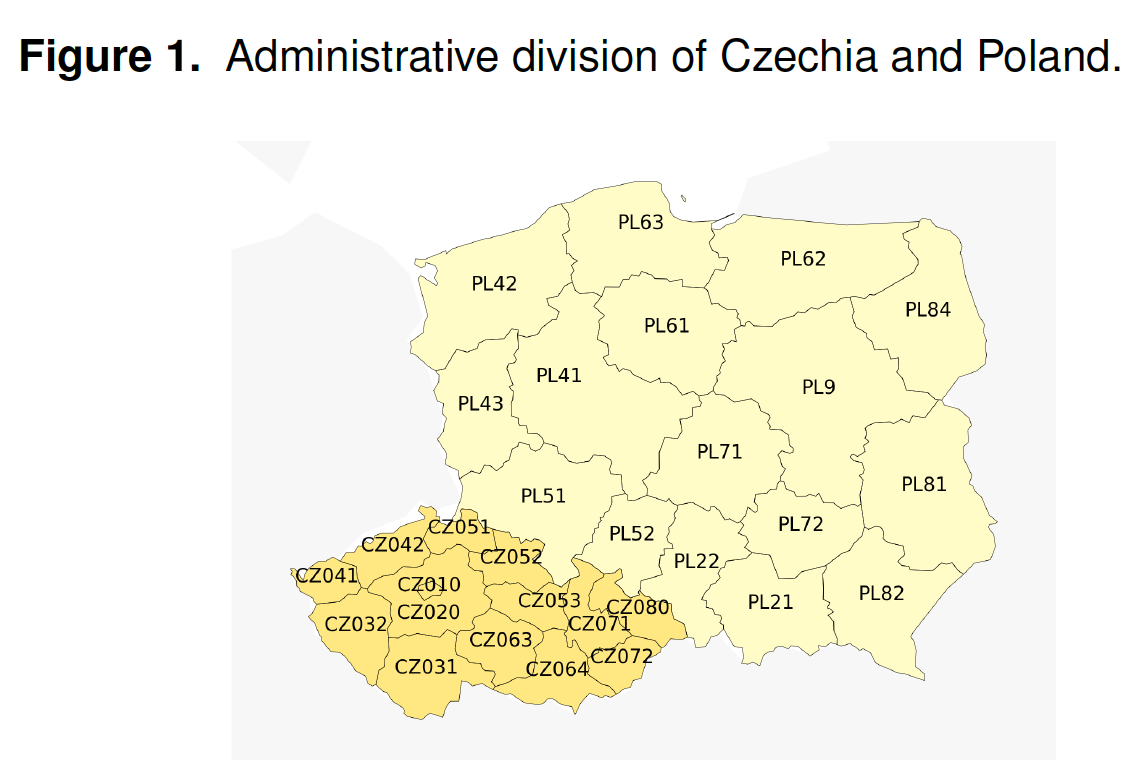 Figure 1. Administrative division of Czechia and Poland.
PL63
PL62
PL42
PL84
PL61
PL41
PL9
PL43
PL71
PL81
PL51
PL72
CZ051
PL52
CZ042
CZ052
PL22
CZ041
CZ010
PL82
CZ053
PL21
CZ080
CZ020
CZ032
CZ071
CZ063
CZ072
CZ031
CZ064